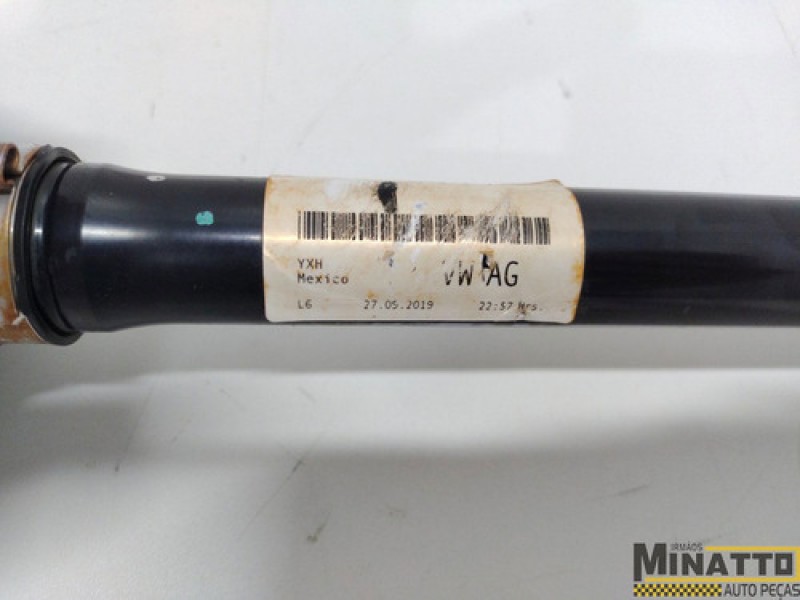 YXH
Mexico
VW AG
L6 27.05.2019 22:57 Hrs.
IRMÃOS
MINATTO
AUTO PEÇAS